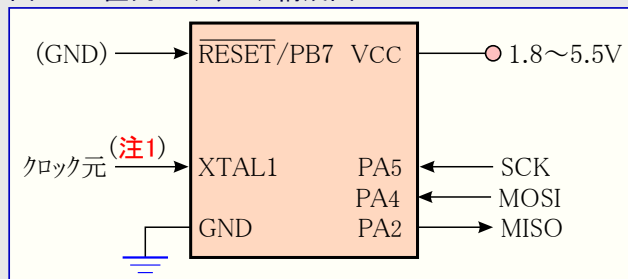 (GND) RESET/PB7 VCC 1.8～5.5V
クロック元 (注1) XTAL1 PA5 SCK
PA4 MOSI
GND PA2 MISO